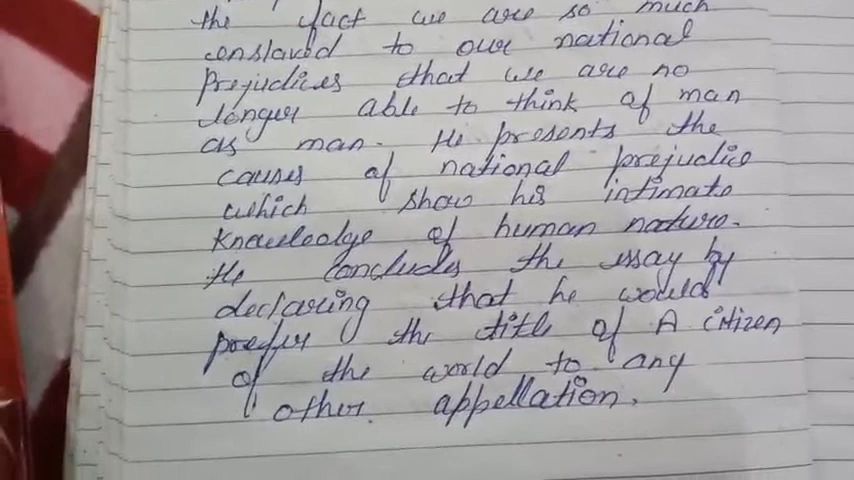 the fact we are so much
enslaved to our national
Prejudices that we are no
longer able to think of man
as man. He presents the
causes of national prejudice
which show his intimate
knowledge of human nature.
He concludes the essay by
declaring that he would
prefer the title of A citizen
of the world to any
other appellation.